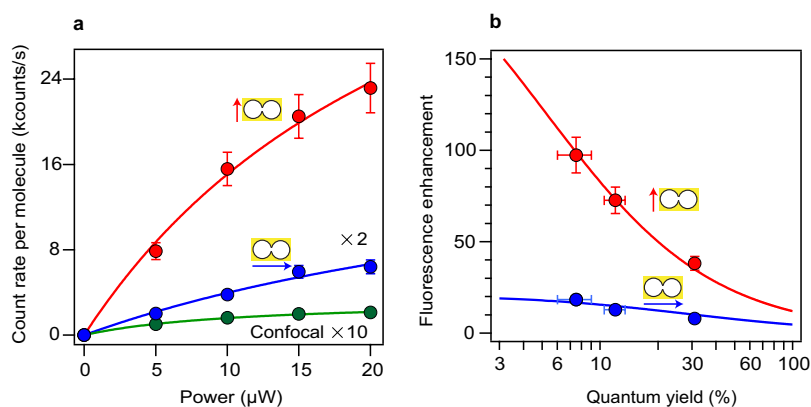 a
Count rate per molecule (kcounts/s)
24
16
8
0
×2
Confocal ×10
0
5
10
15
20
Power (µW)
b
Fluorescence enhancement
150
100
50
0
3
6
10
30
60
100
Quantum yield (%)